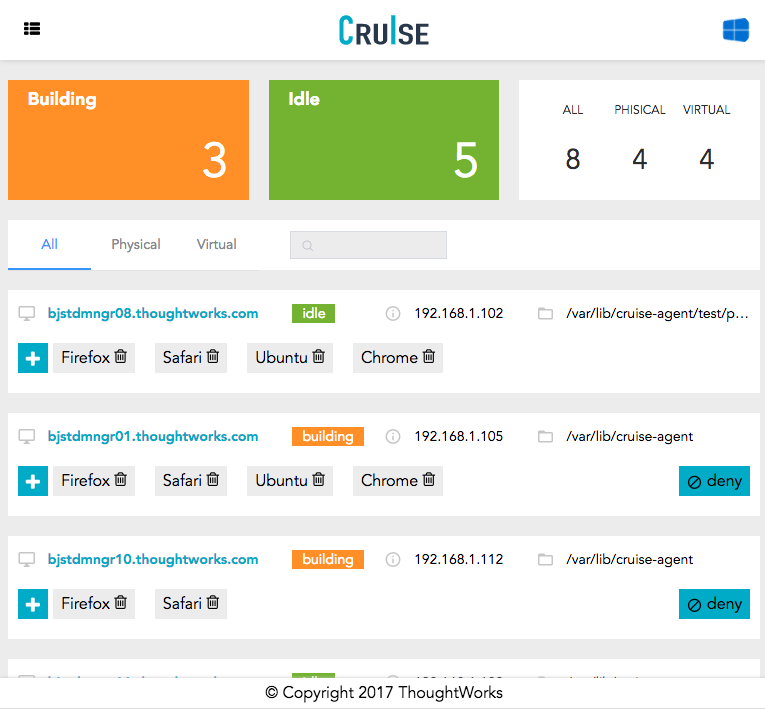 CRUISE
Building
3
Idle
5
ALL PHISICAL VIRTUAL
8 4 4
All Physical Virtual
bjstdmngr08.thoughtworks.com idle 192.168.1.102 /var/lib/cruise-agent/test/p...
Firefox Safari Ubuntu Chrome
bjstdmngr01.thoughtworks.com building 192.168.1.105 /var/lib/cruise-agent
Firefox Safari Ubuntu Chrome deny
bjstdmngr10.thoughtworks.com building 192.168.1.112 /var/lib/cruise-agent
Firefox Safari deny
© Copyright 2017 ThoughtWorks